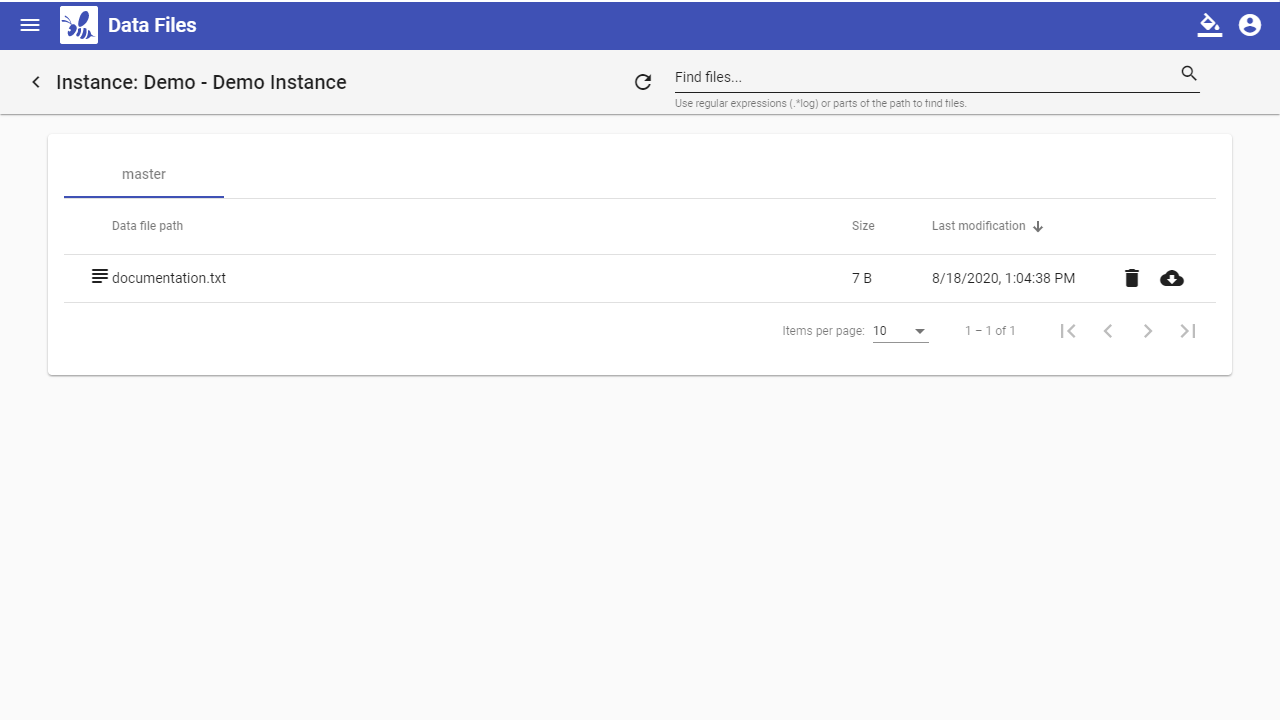 Data Files
Instance: Demo - Demo Instance
Find files...
Use regular expressions (.*log) or parts of the path to find files.
master
Data file path Size Last modification
documentation.txt 7 B 8/18/2020, 1:04:38 PM
Items per page: 10 1 – 1 of 1